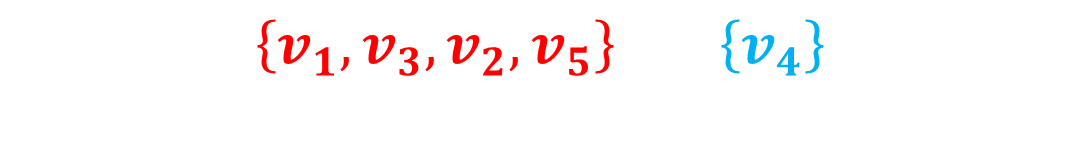 {v₁, v₃, v₂, v₅} {v₄}